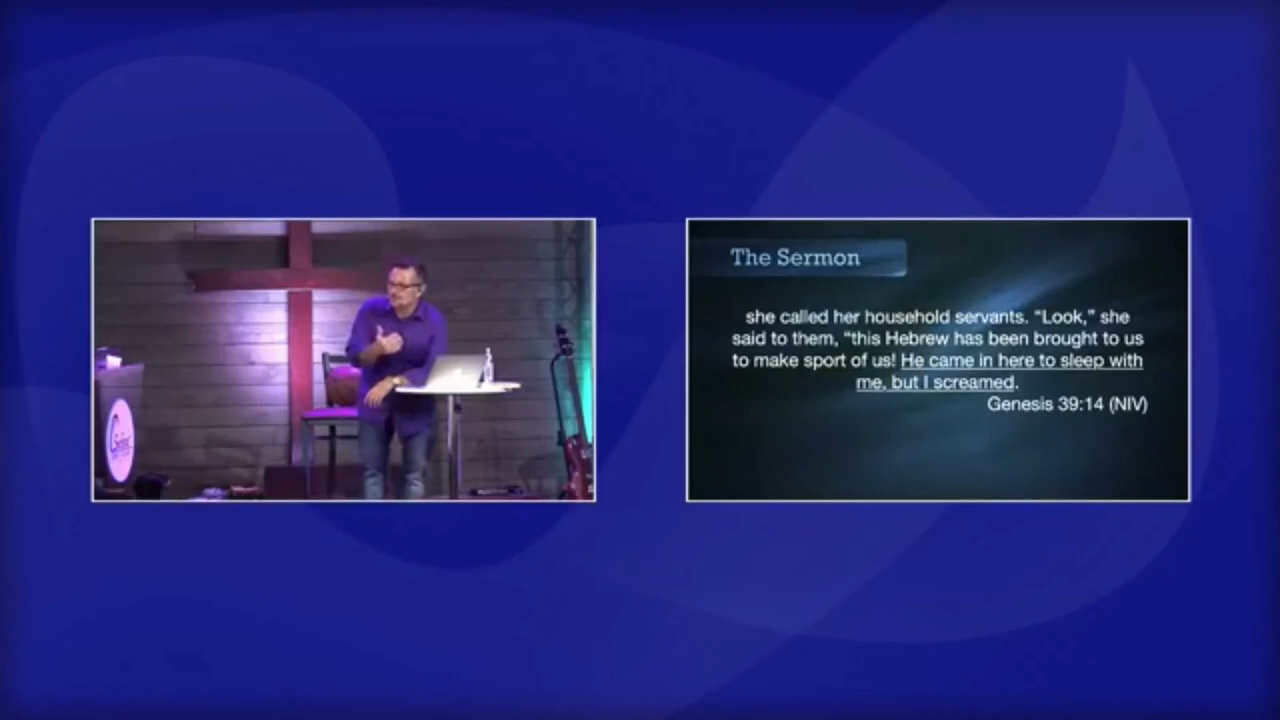 The Sermon
she called her household servants. “Look,” she
said to them, “this Hebrew has been brought to us
to make sport of us! He came in here to sleep with
me, but I screamed.
Genesis 39:14 (NIV)